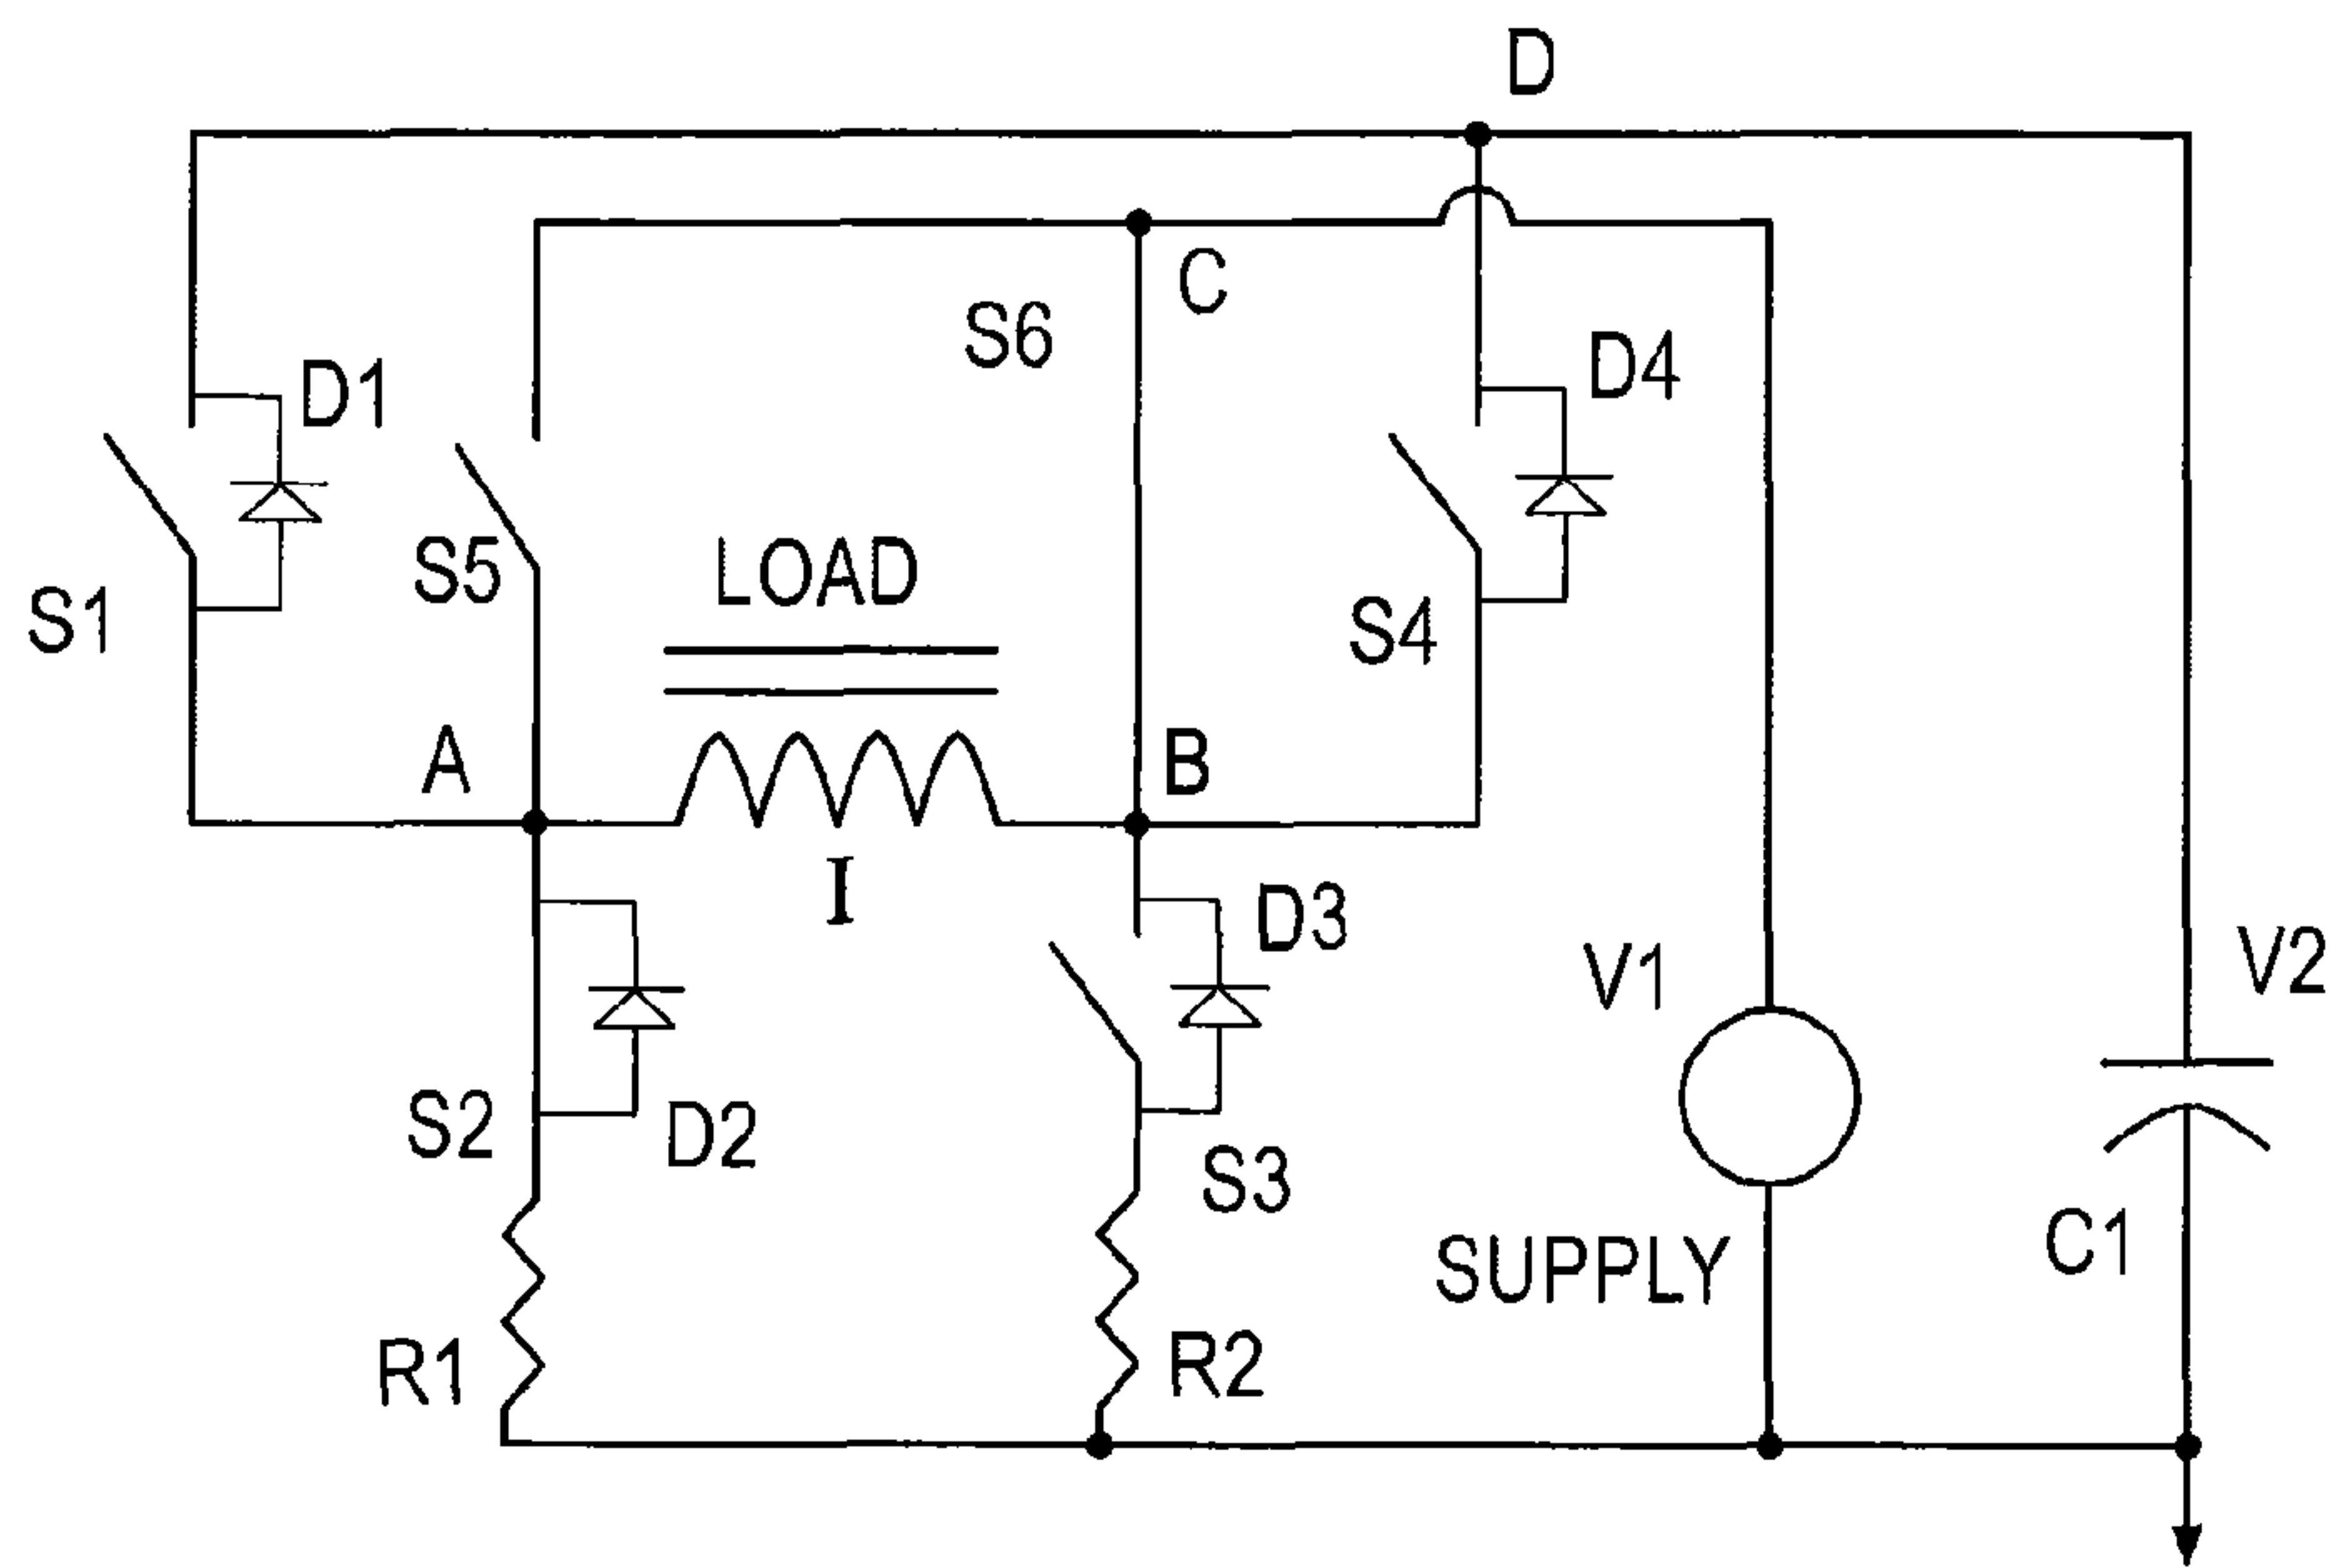 D
C
S6
D4
D1
S5
LOAD
S1
S4
A
B
I
D3
V1
V2
S2
D2
S3
C1
SUPPLY
R1
R2